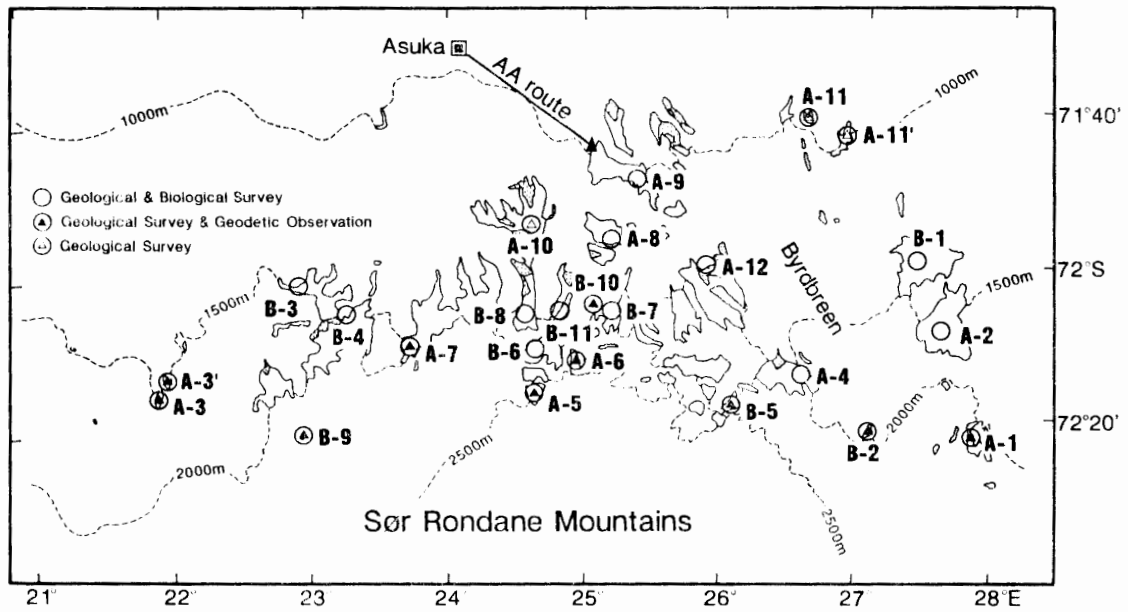 Asuka
AA route
1000m
1000m
A-11
A-11'
71°40'
Geological & Biological Survey
Geological Survey & Geodetic Observation
Geological Survey
A-9
A-10
A-8
A-12
B-1
Byrdbreen
72°S
1500m
1500m
B-3
B-4
B-10
B-8
B-7
B-11
B-6
A-7
A-6
A-2
A-3'
A-3
A-5
A-4
B-5
2000m
72°20'
B-9
B-2
A-1
2000m
2500m
2500m
Sør Rondane Mountains
21° 22° 23 24 25 26 27 28°E